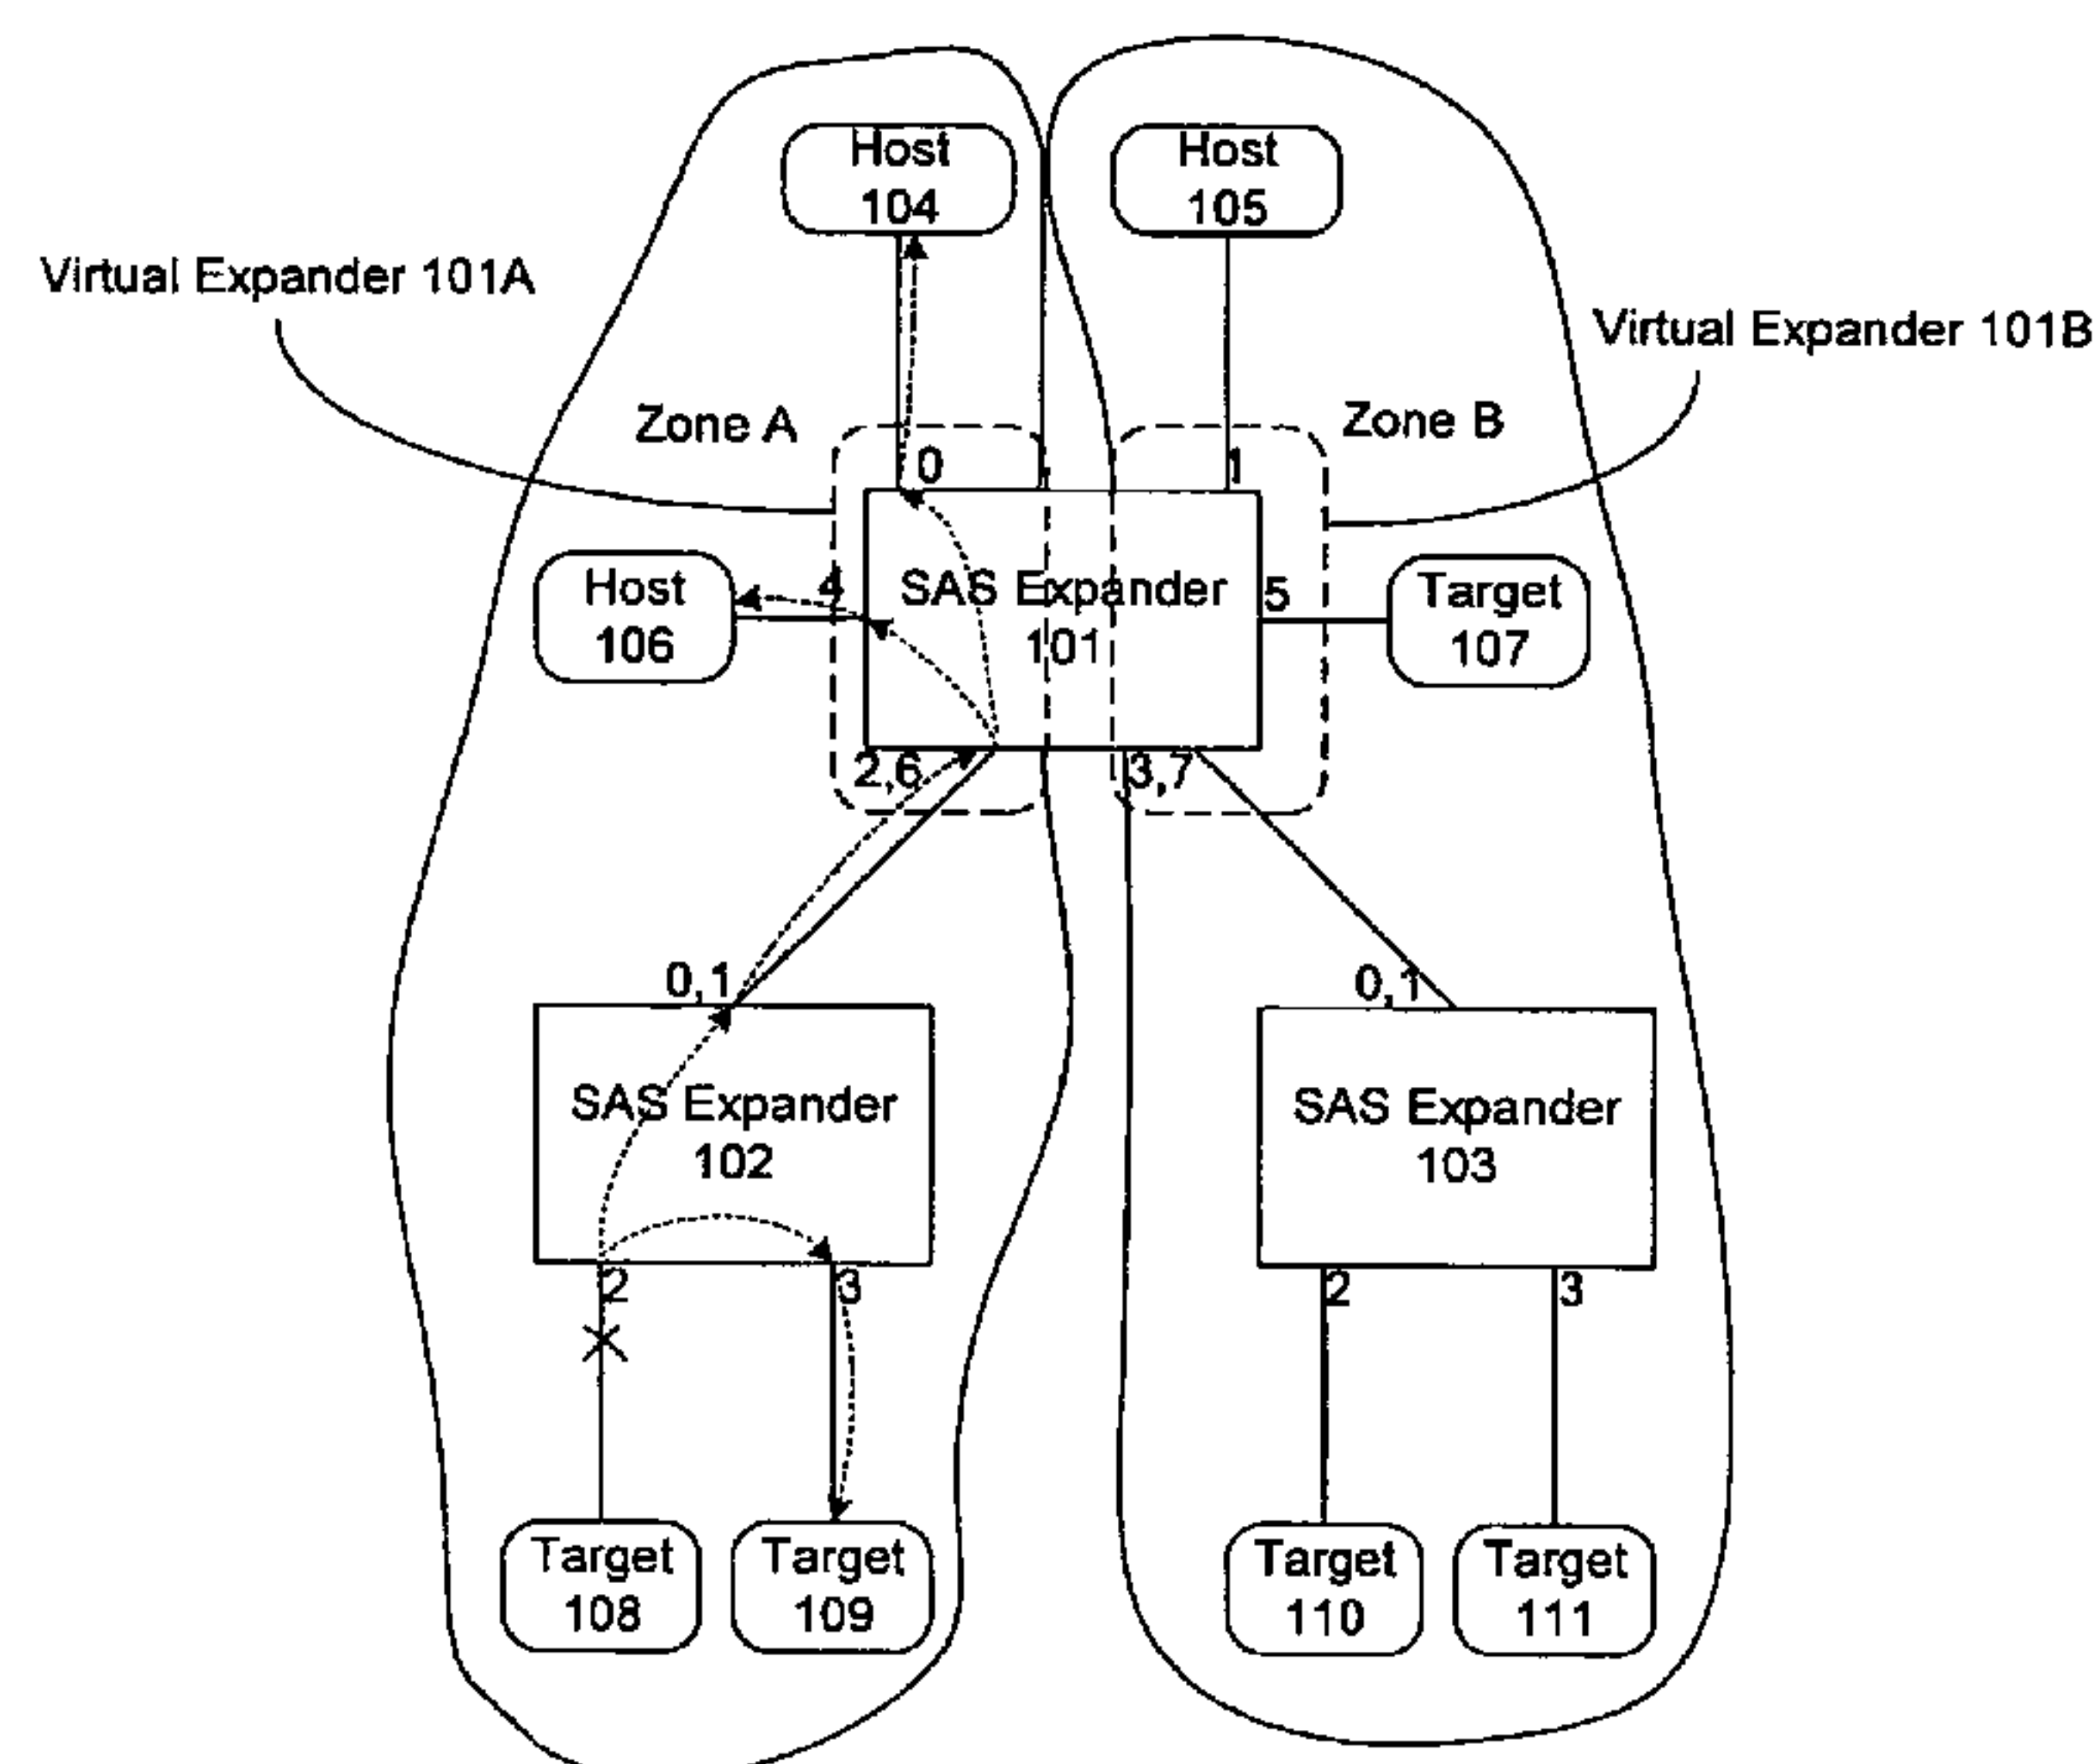 Host
104
Host
105
Virtual Expander 101A
Virtual Expander 101B
Zone A
Zone B
0
1
Host
106
4
SAS Expander
101
5
Target
107
2,6
3,7
0,1
0,1
SAS Expander
102
SAS Expander
103
2
3
2
3
Target
108
Target
109
Target
110
Target
111